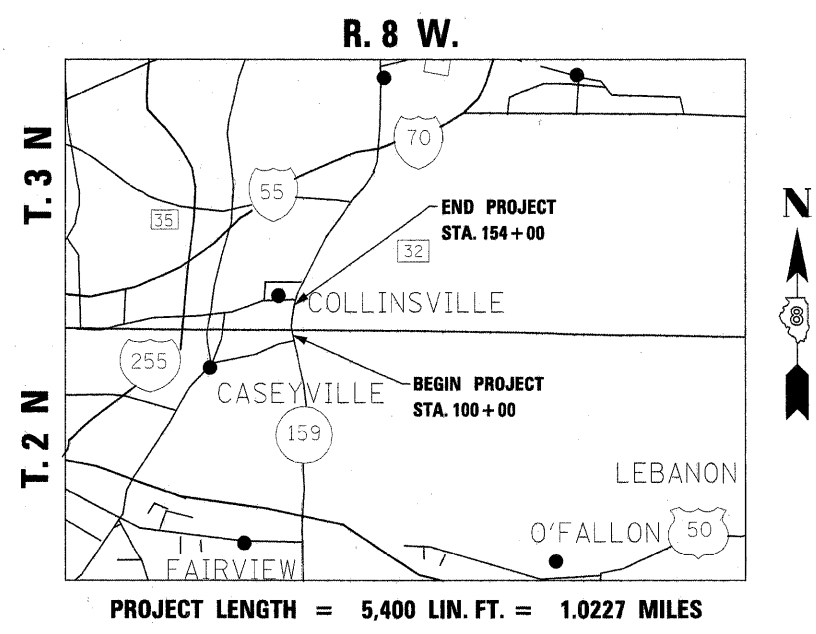 R. 8 W.
T. 3 N
70
55
35
END PROJECT
STA. 154+00
N
32
COLLINSVILLE
8
255
CASEYVILLE
BEGIN PROJECT
STA. 100+00
T. 2 N
159
LEBANON
O'FALLON
50
FAIRVIEW
PROJECT LENGTH = 5,400 LIN. FT. = 1.0227 MILES